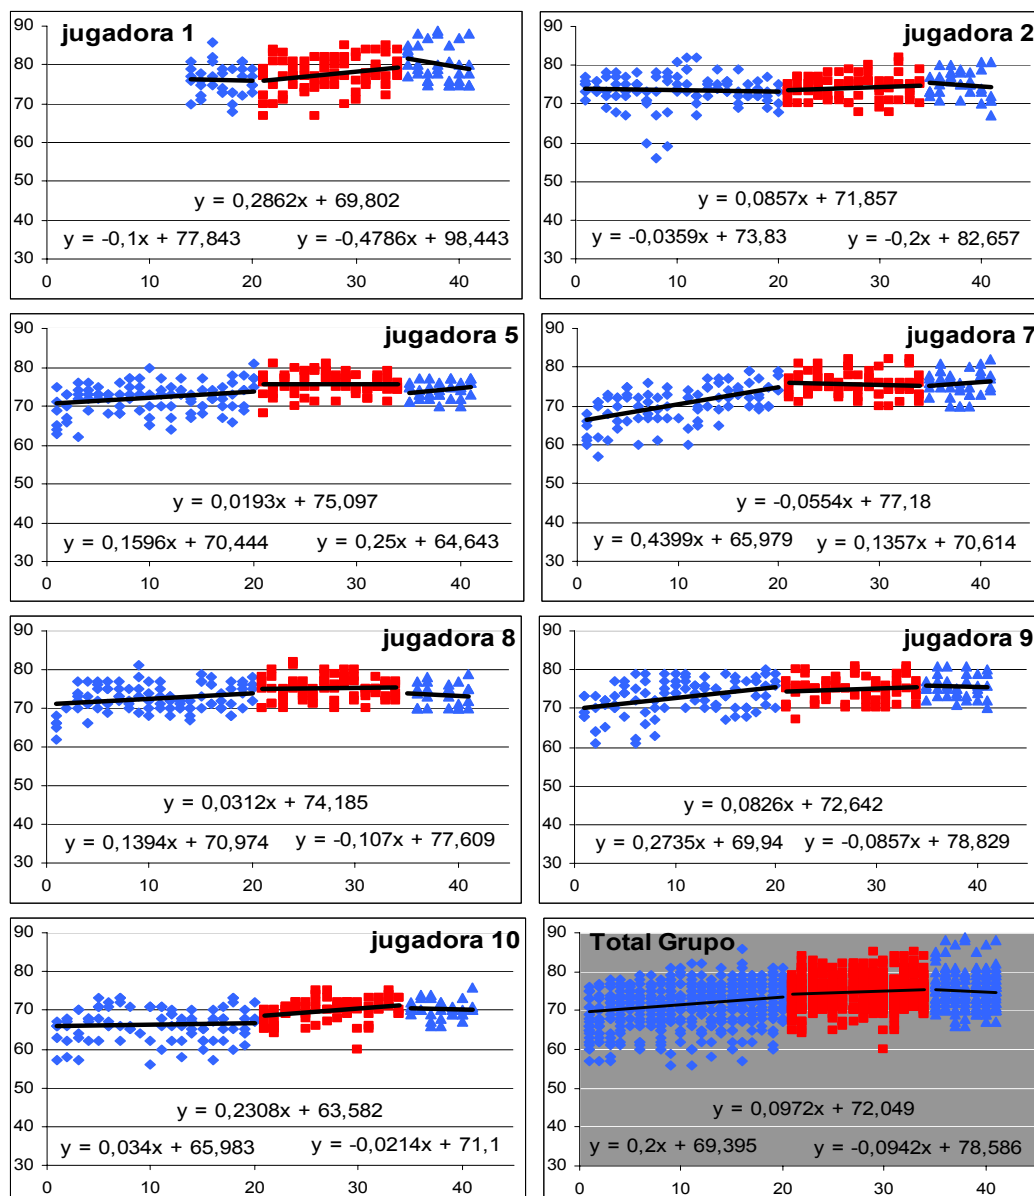 jugadora 1
90
80
70
60
50
40
30
y = 0,2862x + 69,802
y = -0,1x + 77,843
y = -0,4786x + 98,443
0 10 20 30 40
jugadora 2
90
80
70
60
50
40
30
y = 0,0857x + 71,857
y = -0,0359x + 73,83
y = -0,2x + 82,657
0 10 20 30 40
jugadora 5
90
80
70
60
50
40
30
y = 0,0193x + 75,097
y = 0,1596x + 70,444
y = 0,25x + 64,643
0 10 20 30 40
jugadora 7
90
80
70
60
50
40
30
y = -0,0554x + 77,18
y = 0,4399x + 65,979
y = 0,1357x + 70,614
0 10 20 30 40
jugadora 8
90
80
70
60
50
40
30
y = 0,0312x + 74,185
y = 0,1394x + 70,974
y = -0,107x + 77,609
0 10 20 30 40
jugadora 9
90
80
70
60
50
40
30
y = 0,0826x + 72,642
y = 0,2735x + 69,94
y = -0,0857x + 78,829
0 10 20 30 40
jugadora 10
90
80
70
60
50
40
30
y = 0,2308x + 63,582
y = 0,034x + 65,983
y = -0,0214x + 71,1
0 10 20 30 40
Total Grupo
90
80
70
60
50
40
30
y = 0,0972x + 72,049
y = 0,2x + 69,395
y = -0,0942x + 78,586
0 10 20 30 40